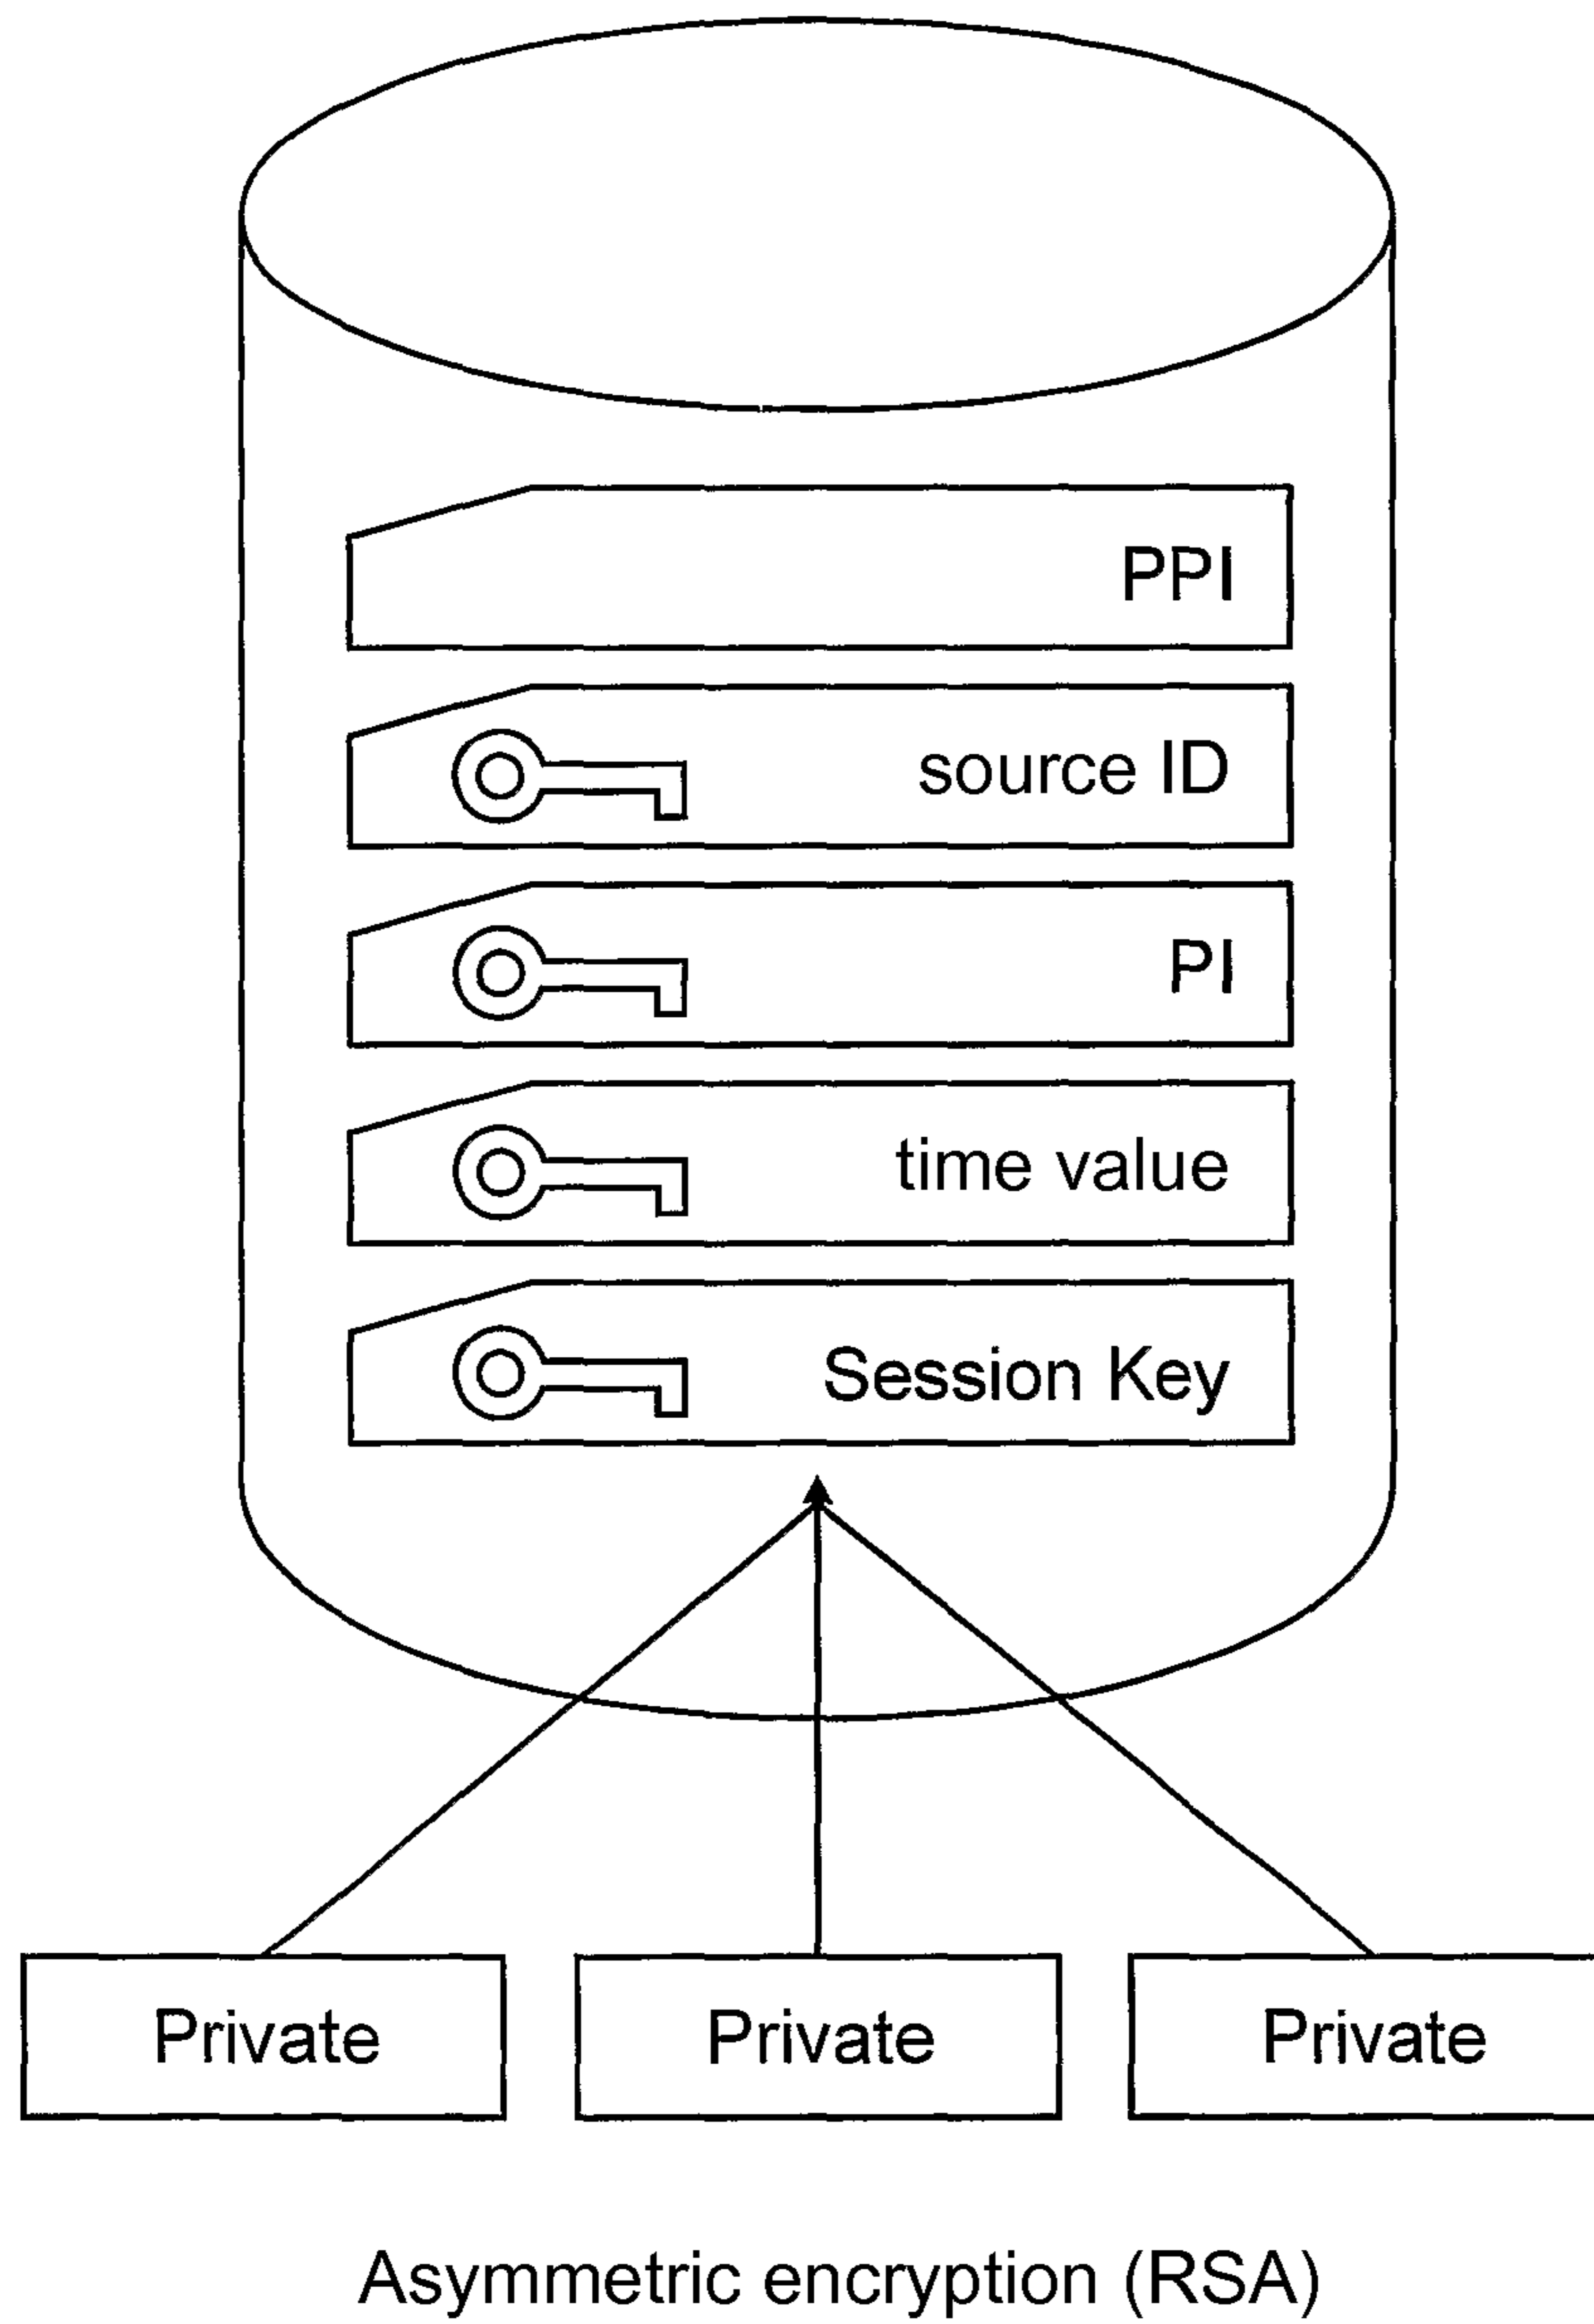 PPI
source ID
PI
time value
Session Key
Private Private Private
Asymmetric encryption (RSA)